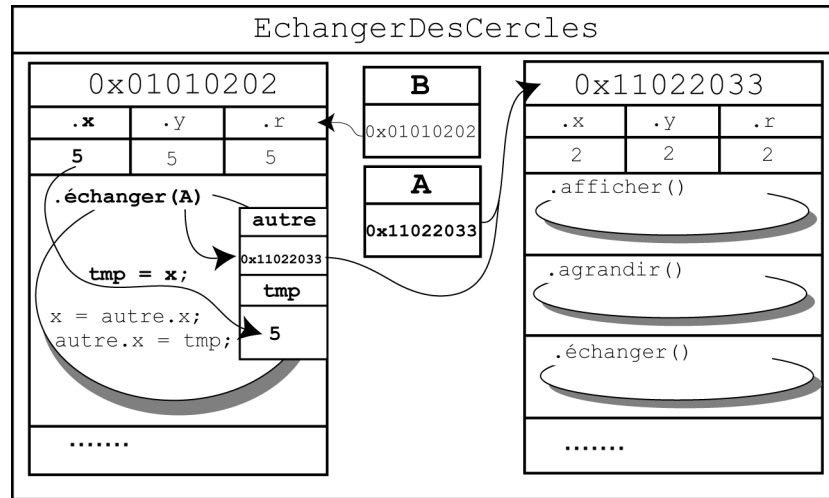 EchangerDesCercles
0x01010202
.x .y .r
5 5 5
.échanger(A)
autre
0x11022033
tmp = x;
tmp
x = autre.x;
autre.x = tmp;
5
.......
B
0x01010202
A
0x11022033
0x11022033
.x .y .r
2 2 2
.afficher()
.agrandir()
.échanger()
.......